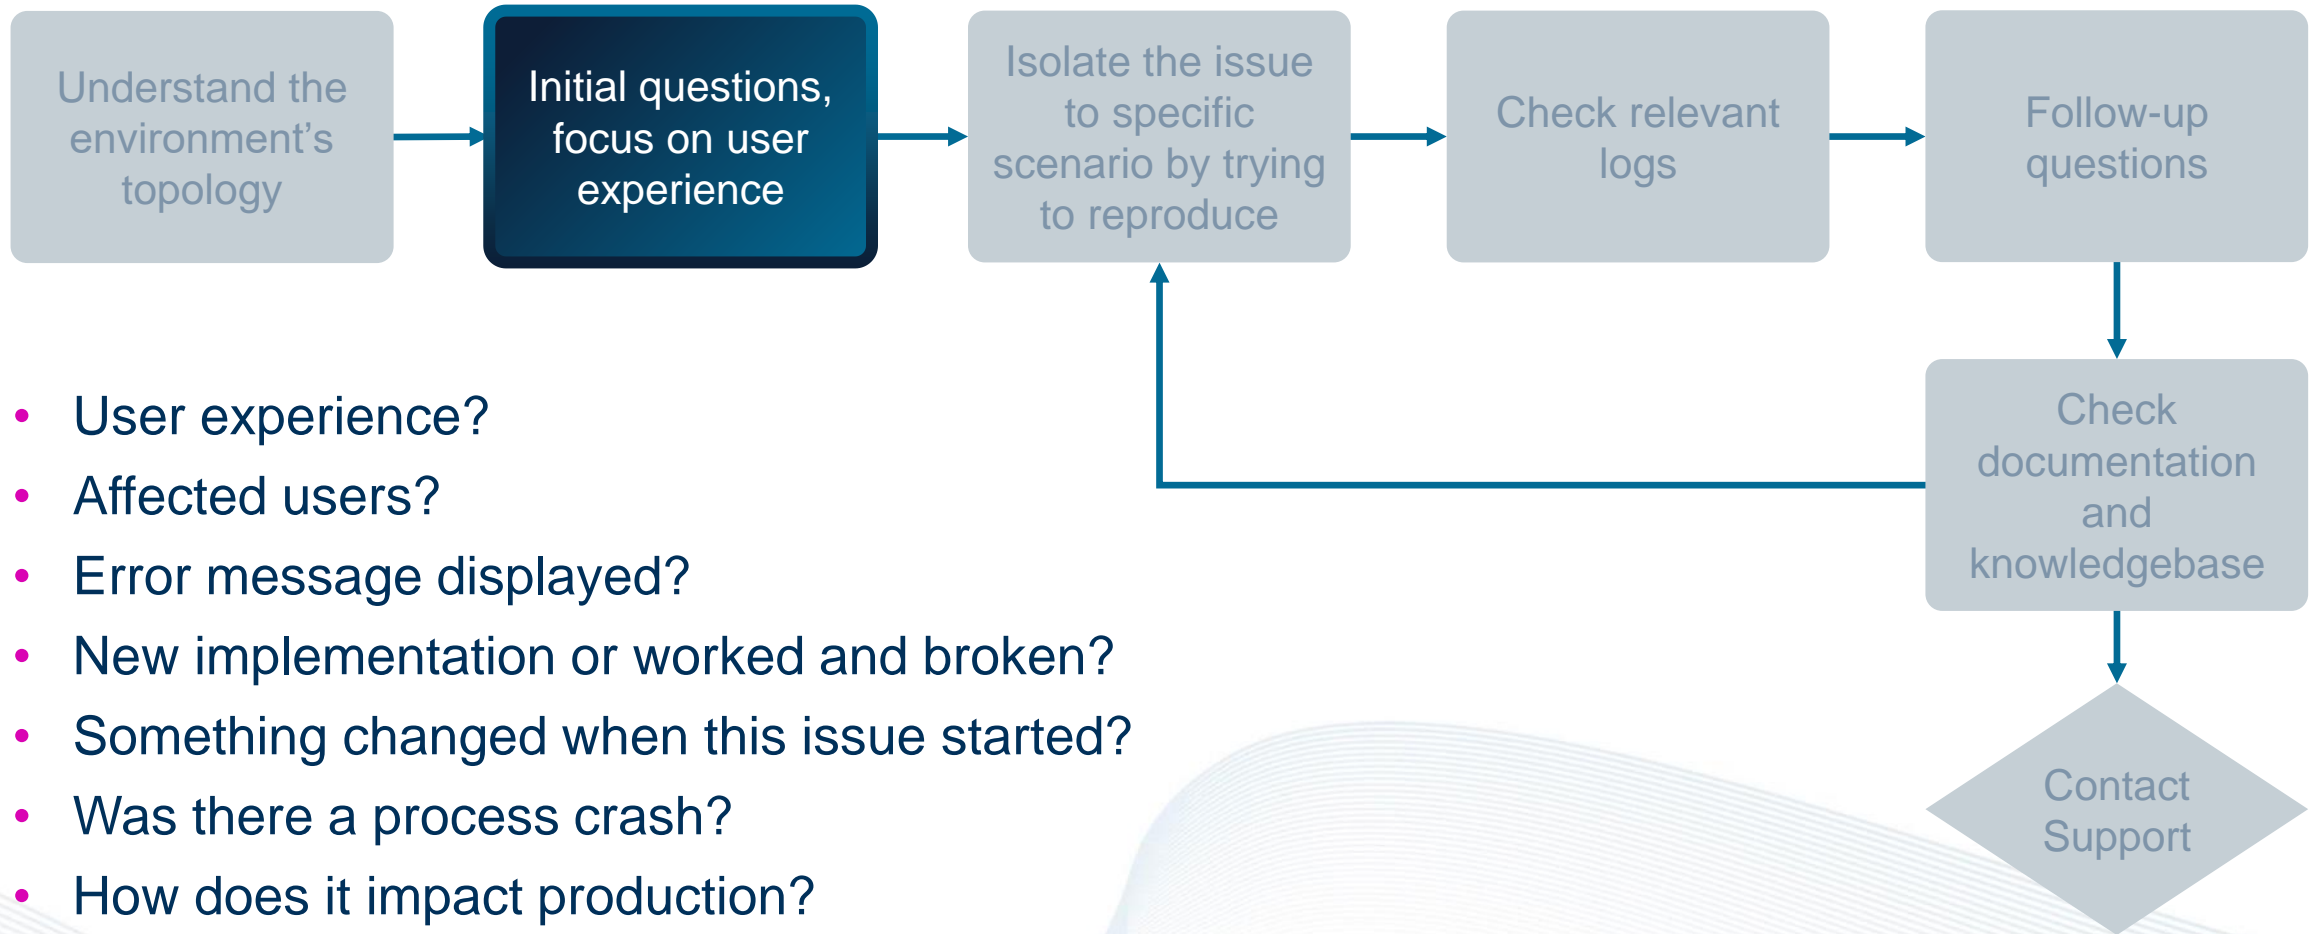 Understand the
environment’s
topology
Initial questions,
focus on user
experience
Isolate the issue
to specific
scenario by trying
to reproduce
Check relevant
logs
Follow-up
questions
Check
documentation
and
knowledgebase
Contact
Support
• User experience?
• Affected users?
• Error message displayed?
• New implementation or worked and broken?
• Something changed when this issue started?
• Was there a process crash?
• How does it impact production?